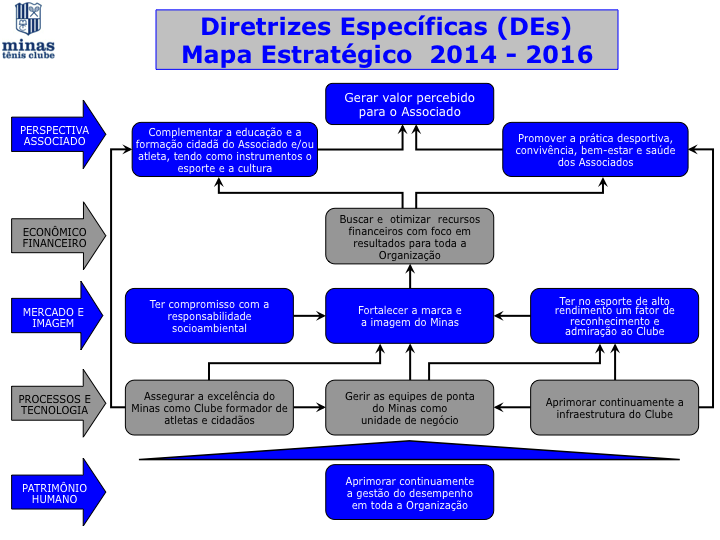 minas
tênis clube
Diretrizes Específicas (DEs)
Mapa Estratégico 2014 - 2016
PERSPECTIVA
ASSOCIADO
Gerar valor percebido
para o Associado
Complementar a educação e a
formação cidadã do Associado e/ou
atleta, tendo como instrumentos o
esporte e a cultura
Promover a prática desportiva,
convivência, bem-estar e saúde
dos Associados
ECONÔMICO
FINANCEIRO
Buscar e otimizar recursos
financeiros com foco em
resultados para toda a
Organização
MERCADO E
IMAGEM
Ter compromisso com a
responsabilidade
socioambiental
Fortalecer a marca e
a imagem do Minas
Ter no esporte de alto
rendimento um fator de
reconhecimento e
admiração ao Clube
PROCESSOS E
TECNOLOGIA
Assegurar a excelência do
Minas como Clube formador de
atletas e cidadãos
Gerir as equipes de ponta
do Minas como
unidade de negócio
Aprimorar continuamente a
infraestrutura do Clube
PATRIMÔNIO
HUMANO
Aprimorar continuamente
a gestão do desempenho
em toda a Organização